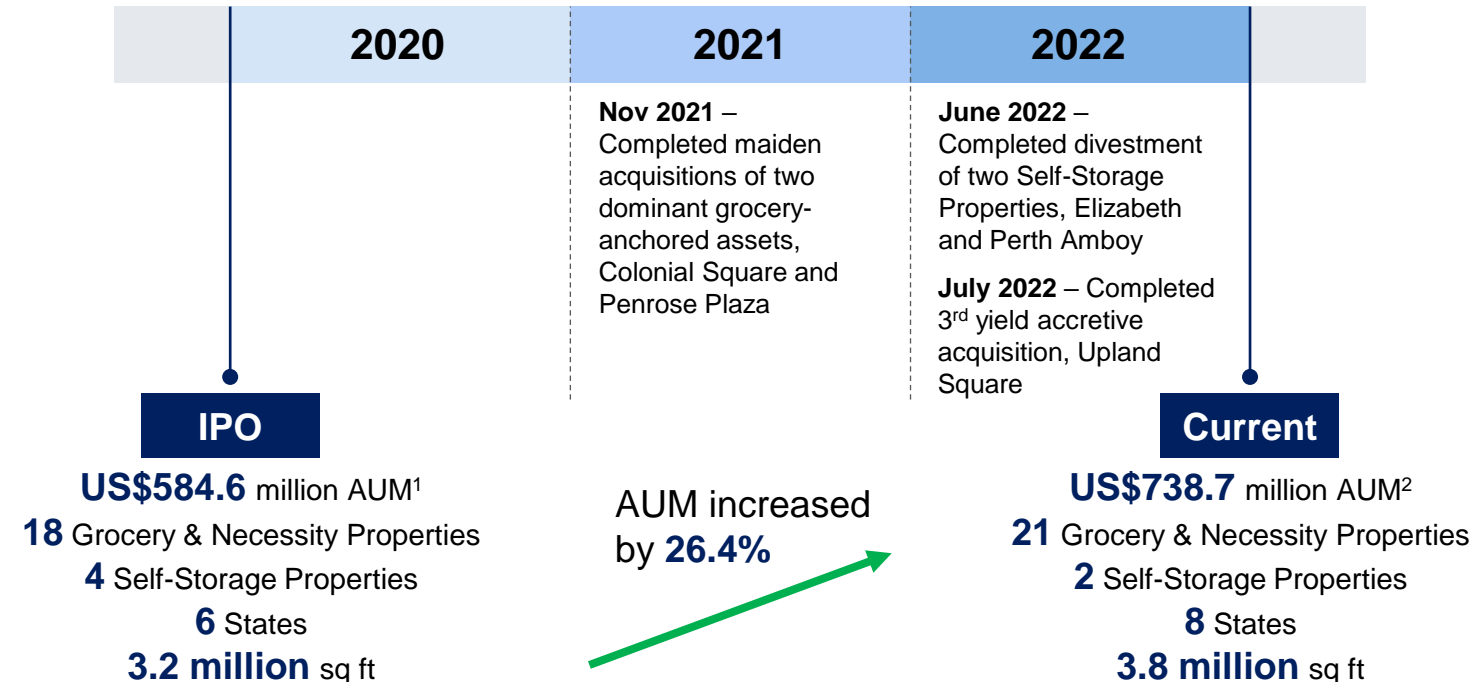 2020
2021
2022
Nov 2021 –
Completed maiden
acquisitions of two
dominant grocery-
anchored assets,
Colonial Square and
Penrose Plaza
June 2022 –
Completed divestment
of two Self-Storage
Properties, Elizabeth
and Perth Amboy
July 2022 – Completed
3rd yield accretive
acquisition, Upland
Square
IPO
US$584.6 million AUM¹
18 Grocery & Necessity Properties
4 Self-Storage Properties
6 States
3.2 million sq ft
AUM increased
by 26.4%
Current
US$738.7 million AUM²
21 Grocery & Necessity Properties
2 Self-Storage Properties
8 States
3.8 million sq ft